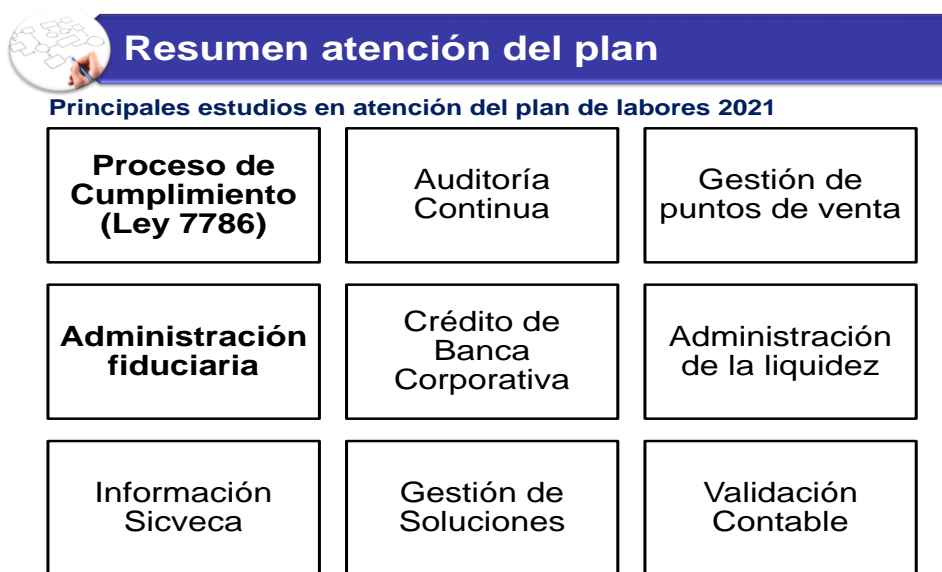 Resumen atención del plan
Principales estudios en atención del plan de labores 2021
Proceso de
Cumplimiento
(Ley 7786)
Auditoría
Continua
Gestión de
puntos de venta
Administración
fiduciaria
Crédito de
Banca
Corporativa
Administración
de la liquidez
Información
Sicveca
Gestión de
Soluciones
Validación
Contable